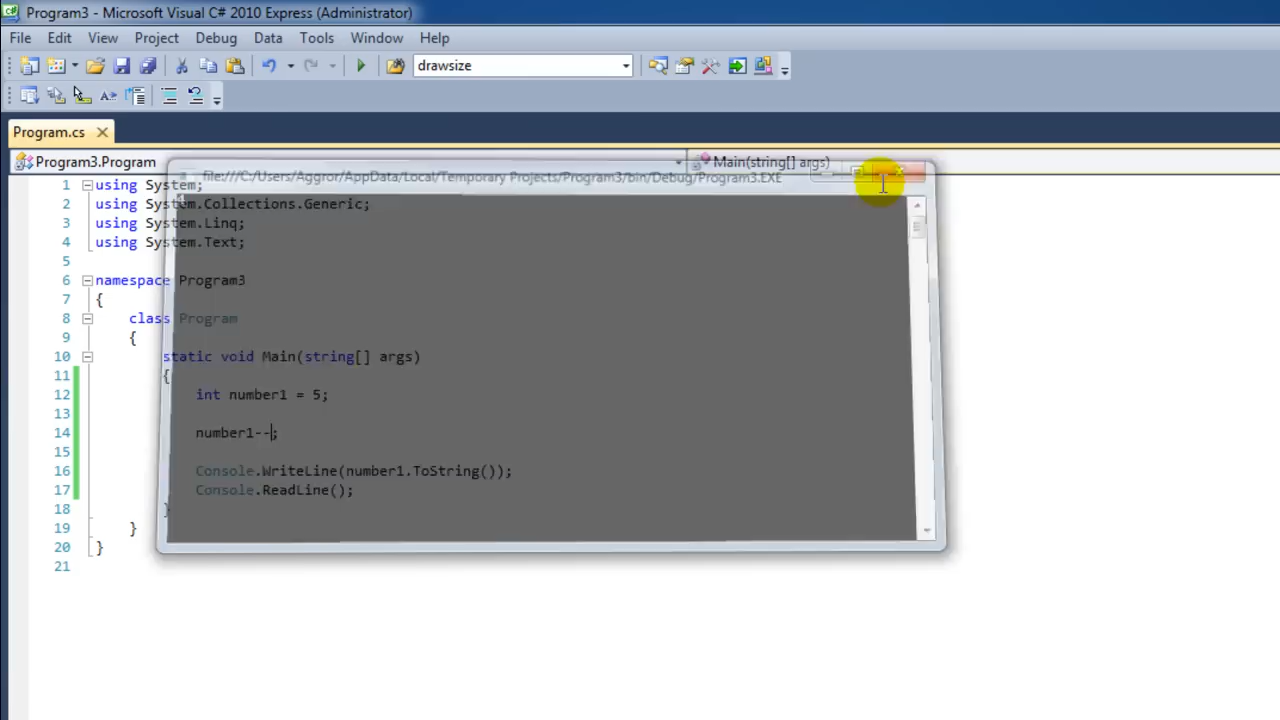 Program3 - Microsoft Visual C# 2010 Express (Administrator)
File Edit View Project Debug Data Tools Window Help
drawsize
Program.cs
Program3.Program Main(string[] args)
file:///C:/Users/Aggror/AppData/Local/Temporary Projects/Program3/bin/Debug/Program3.EXE
1 using System;
2 using System.Collections.Generic;
3 using System.Linq;
4 using System.Text;
5
6 namespace Program3
7 {
8 class Program
9 {
10 static void Main(string[] args)
11 {
12 int number1 = 5;
13
14 number1--;
15
16 Console.WriteLine(number1.ToString());
17 Console.ReadLine();
18 }
19 }
20 }
21